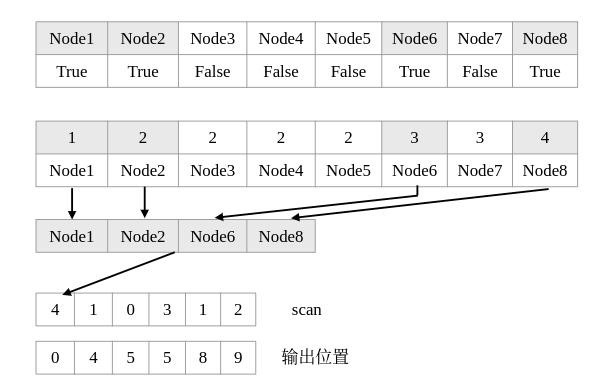 Node1 Node2 Node3 Node4 Node5 Node6 Node7 Node8
True True False False False True False True
1 2 2 2 2 3 3 4
Node1 Node2 Node3 Node4 Node5 Node6 Node7 Node8
Node1 Node2 Node6 Node8
4 1 0 3 1 2 scan
0 4 5 5 8 9 输出位置